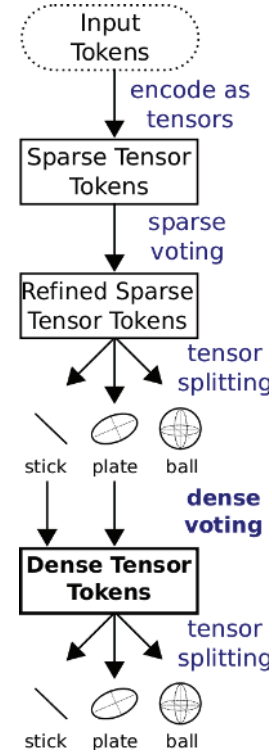 Input
Tokens
encode as
tensors
Sparse Tensor
Tokens
sparse
voting
Refined Sparse
Tensor Tokens
tensor
splitting
stick plate ball
dense
voting
Dense Tensor
Tokens
tensor
splitting
stick plate ball